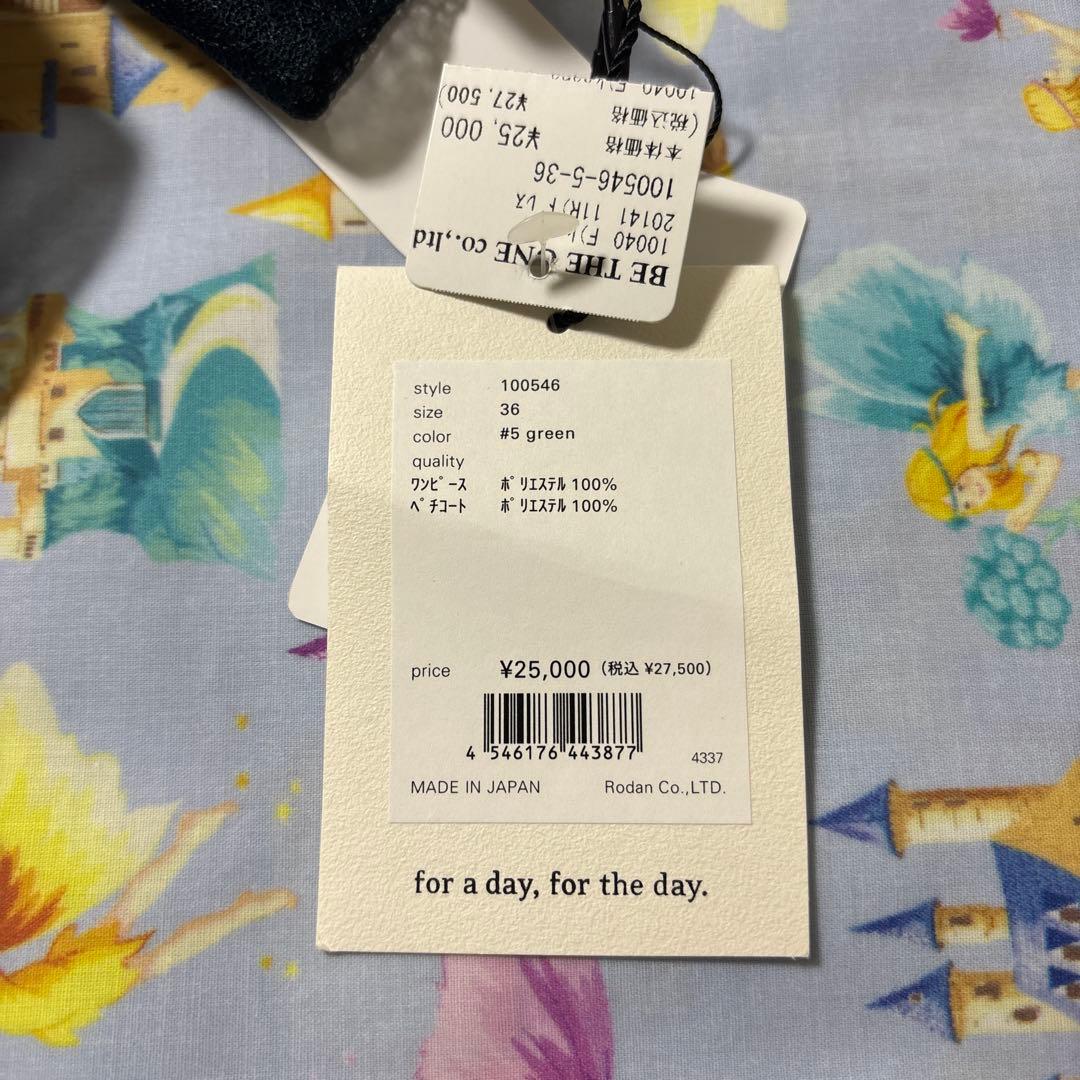 BE THE ONE co.,ltd
10040 F)k
20141 11R)ドレス
100546-5-36
本体価格 ¥25,000
(税込価格 ¥27,500)
style 100546
size 36
color #5 green
quality
ワンピース ポリエステル 100%
ペチコート ポリエステル 100%
price ¥25,000 (税込 ¥27,500)
4 546176 443877
4337
MADE IN JAPAN Rodan Co.,LTD.
for a day, for the day.